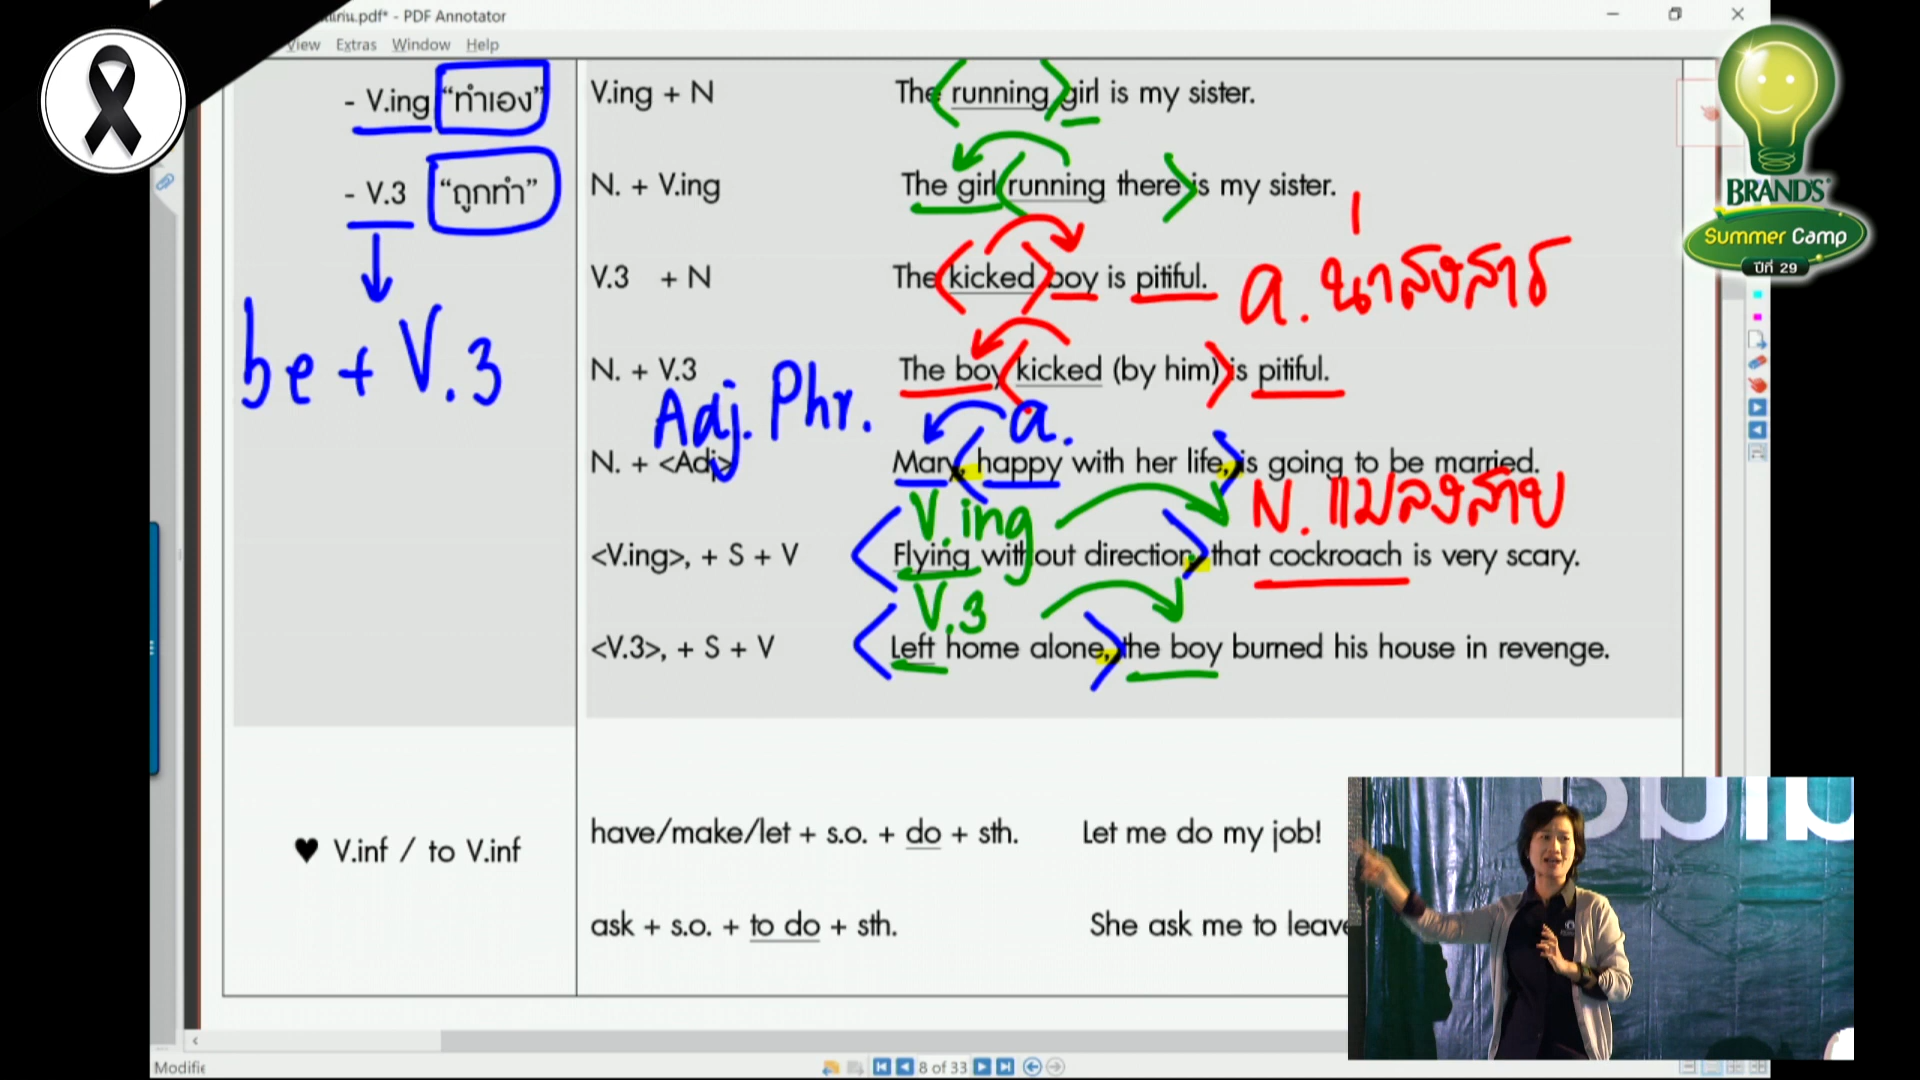 .pdf* - PDF Annotator
View Extras Window Help
- V.ing "ทำเอง" V.ing + N The running girl is my sister.
- V.3 "ถูกทำ" N. + V.ing The girl running there is my sister.
V.3 + N The kicked boy is pitiful. a. น่าสงสาร
be + V.3
N. + V.3 The boy kicked (by him) is pitiful.
Adj. Phr. a.
N. + <Adj> Mary, happy with her life, is going to be married.
V.ing N. แมลงสาบ
<V.ing>, + S + V Flying without direction, that cockroach is very scary.
V.3
<V.3>, + S + V Left home alone, the boy burned his house in revenge.
♥ V.inf / to V.inf have/make/let + s.o. + do + sth. Let me do my job!
ask + s.o. + to do + sth. She ask me to leave
8 of 33
BRAND'S®
Summer Camp
ปีที่ 29